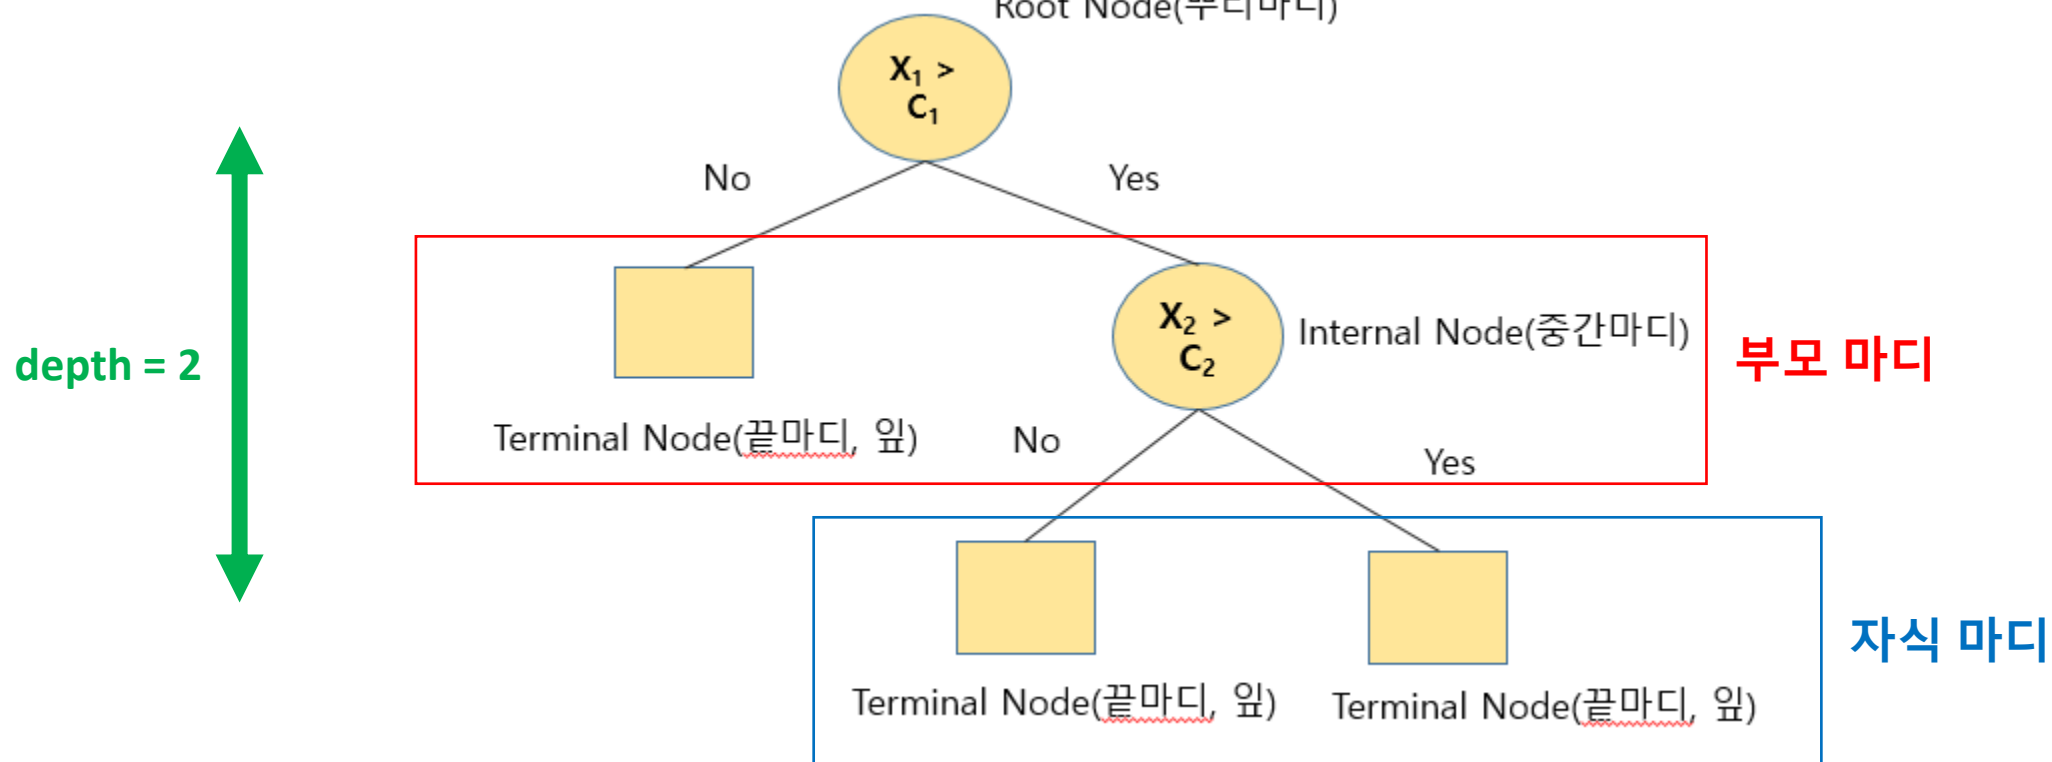 Root Node(뿌리마디)
X₁ >
C₁
No
Yes
X₂ >
C₂
Internal Node(중간마디)
부모 마디
depth = 2
Terminal Node(끝마디, 잎)
No
Yes
자식 마디
Terminal Node(끝마디, 잎)
Terminal Node(끝마디, 잎)